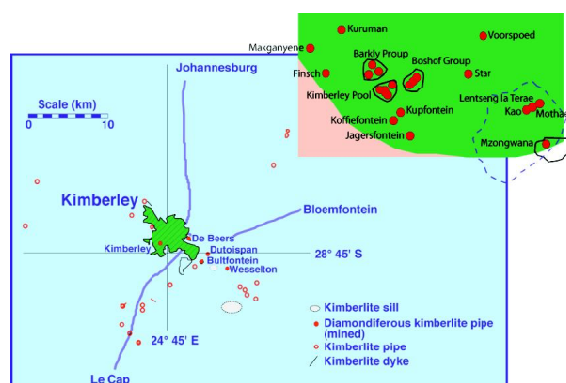 Kuruman
Voorspoed
Makganyene
Barkly Proup
Boshof Group
Finsch
Star
Kimberley Pool
Lentseng la Terae
Kao
Mothae
Kupfontein
Koffiefontein
Jagersfontein
Mzongwana
Johannesburg
Scale (km)
0
10
Kimberley
Bloemfontein
De Beers
Kimberley
Dutoispan
28° 45' S
Bultfontein
Wesselton
Kimberlite sill
Diamondiferous kimberlite pipe
(mined)
Kimberlite pipe
24° 45' E
Kimberlite dyke
Le Cap